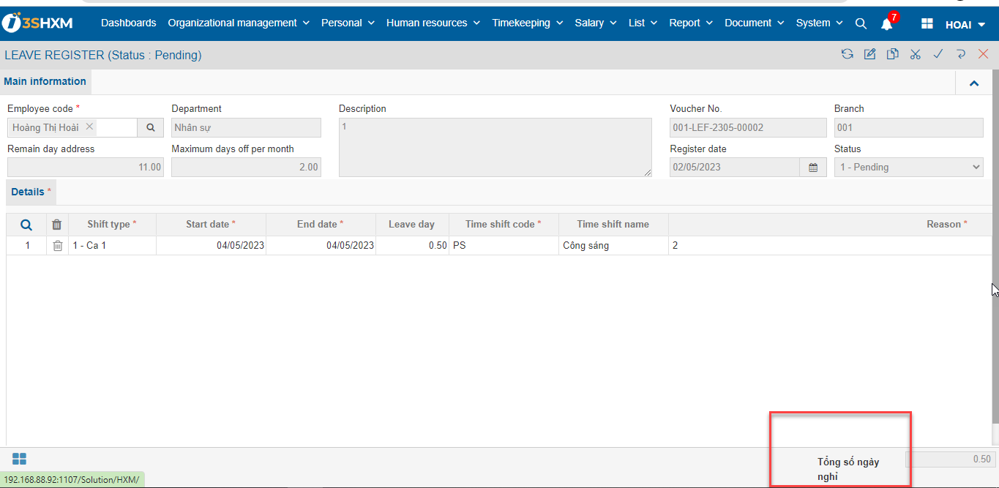 i3SHXM Dashboards Organizational management Personal Human resources Timekeeping Salary List Report Document System 7 HOAI
LEAVE REGISTER (Status : Pending)
Main information
Employee code * Department Description Voucher No. Branch
Hoàng Thị Hoài Nhân sự 1 001-LEF-2305-00002 001
Remain day address Maximum days off per month Register date Status
11.00 2.00 02/05/2023 1 - Pending
Details *
Shift type * Start date * End date * Leave day Time shift code * Time shift name Reason *
1 1 - Ca 1 04/05/2023 04/05/2023 0.50 PS Công sáng 2
Tổng số ngày
nghỉ
0.50
192.168.88.92:1107/Solution/HXM/